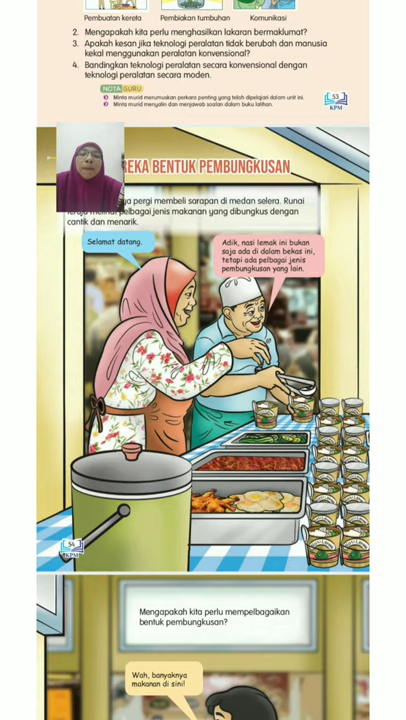 Pembuatan kereta
Pembiakan tumbuhan
Komunikasi
2. Mengapakah kita perlu menghasilkan lakaran bermaklumat?
3. Apakah kesan jika teknologi peralatan tidak berubah dan manusia
kekal menggunakan peralatan konvensional?
4. Bandingkan teknologi peralatan secara konvensional dengan
teknologi peralatan secara moden.
NOTA GURU
Minta murid merumuskan perkara penting yang telah dipelajari dalam unit ini.
Minta murid menyalin dan menjawab soalan dalam buku latihan.
53
KPM
REKA BENTUK PEMBUNGKUSAN
pergi membeli sarapan di medan selera. Runai
pelbagai jenis makanan yang dibungkus dengan
cantik dan menarik.
Selamat datang.
Adik, nasi lemak ini bukan
saja ada di dalam bekas ini,
tetapi ada pelbagai jenis
pembungkusan yang lain.
54
KPM
Mengapakah kita perlu mempelbagaikan
bentuk pembungkusan?
Wah, banyaknya
makanan di sini!